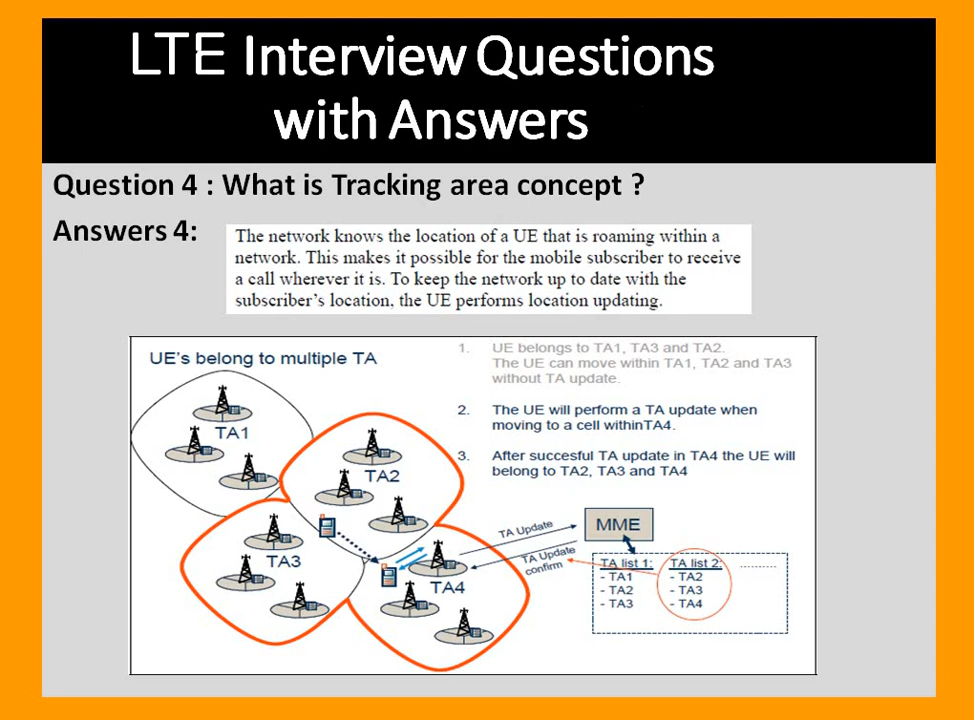 LTE Interview Questions
with Answers
Question 4 : What is Tracking area concept ?
Answers 4:
The network knows the location of a UE that is roaming within a
network. This makes it possible for the mobile subscriber to receive
a call wherever it is. To keep the network up to date with the
subscriber's location, the UE performs location updating.
UE's belong to multiple TA
1. UE belongs to TA1, TA3 and TA2.
The UE can move within TA1, TA2 and TA3
without TA update.
2. The UE will perform a TA update when
moving to a cell withinTA4.
3. After succesful TA update in TA4 the UE will
belong to TA2, TA3 and TA4
TA1
TA2
TA3
TA4
TA Update
TA Update
confirm
MME
TA list 1:
- TA1
- TA2
- TA3
TA list 2:
- TA2
- TA3
- TA4
..........